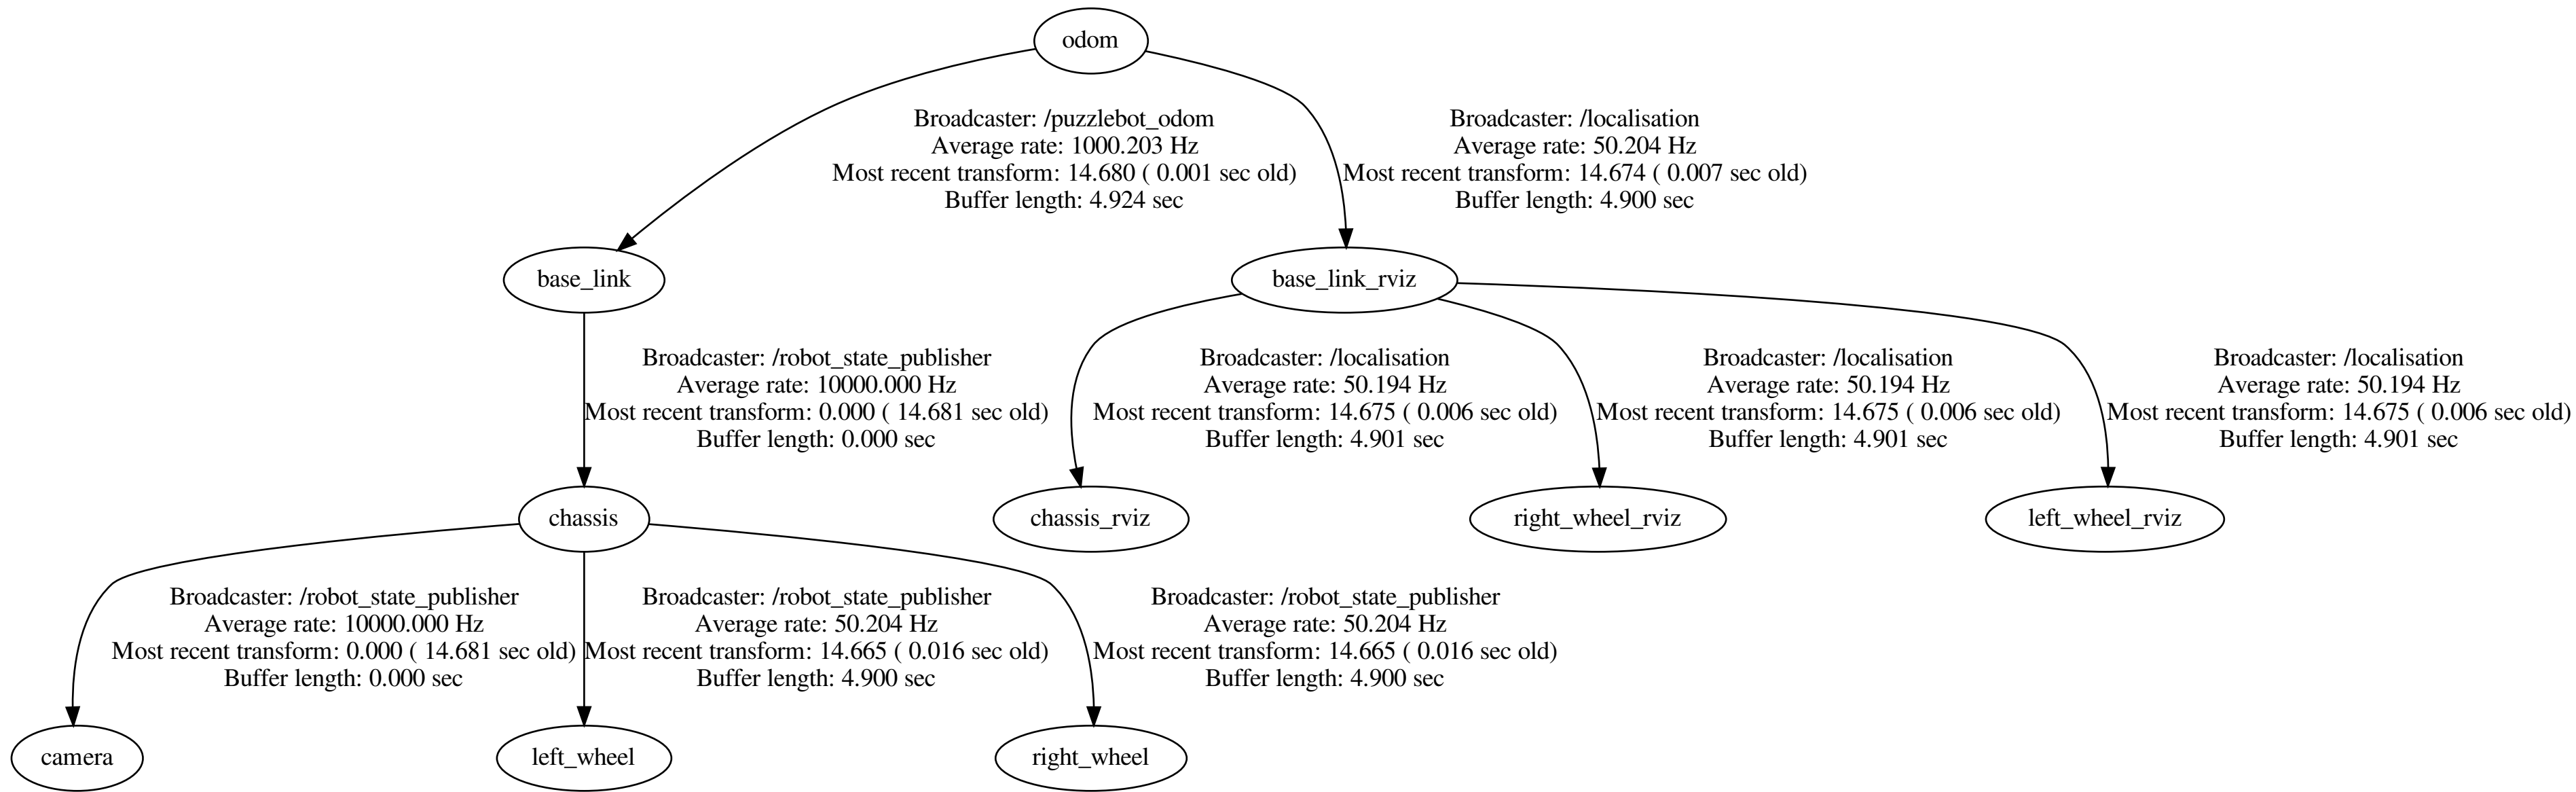 odom
Broadcaster: /puzzlebot_odom
Average rate: 1000.203 Hz
Most recent transform: 14.680 ( 0.001 sec old)
Buffer length: 4.924 sec
Broadcaster: /localisation
Average rate: 50.204 Hz
Most recent transform: 14.674 ( 0.007 sec old)
Buffer length: 4.900 sec
base_link
base_link_rviz
Broadcaster: /robot_state_publisher
Average rate: 10000.000 Hz
Most recent transform: 0.000 ( 14.681 sec old)
Buffer length: 0.000 sec
Broadcaster: /localisation
Average rate: 50.194 Hz
Most recent transform: 14.675 ( 0.006 sec old)
Buffer length: 4.901 sec
Broadcaster: /localisation
Average rate: 50.194 Hz
Most recent transform: 14.675 ( 0.006 sec old)
Buffer length: 4.901 sec
Broadcaster: /localisation
Average rate: 50.194 Hz
Most recent transform: 14.675 ( 0.006 sec old)
Buffer length: 4.901 sec
chassis
chassis_rviz
right_wheel_rviz
left_wheel_rviz
Broadcaster: /robot_state_publisher
Average rate: 10000.000 Hz
Most recent transform: 0.000 ( 14.681 sec old)
Buffer length: 0.000 sec
Broadcaster: /robot_state_publisher
Average rate: 50.204 Hz
Most recent transform: 14.665 ( 0.016 sec old)
Buffer length: 4.900 sec
Broadcaster: /robot_state_publisher
Average rate: 50.204 Hz
Most recent transform: 14.665 ( 0.016 sec old)
Buffer length: 4.900 sec
camera
left_wheel
right_wheel